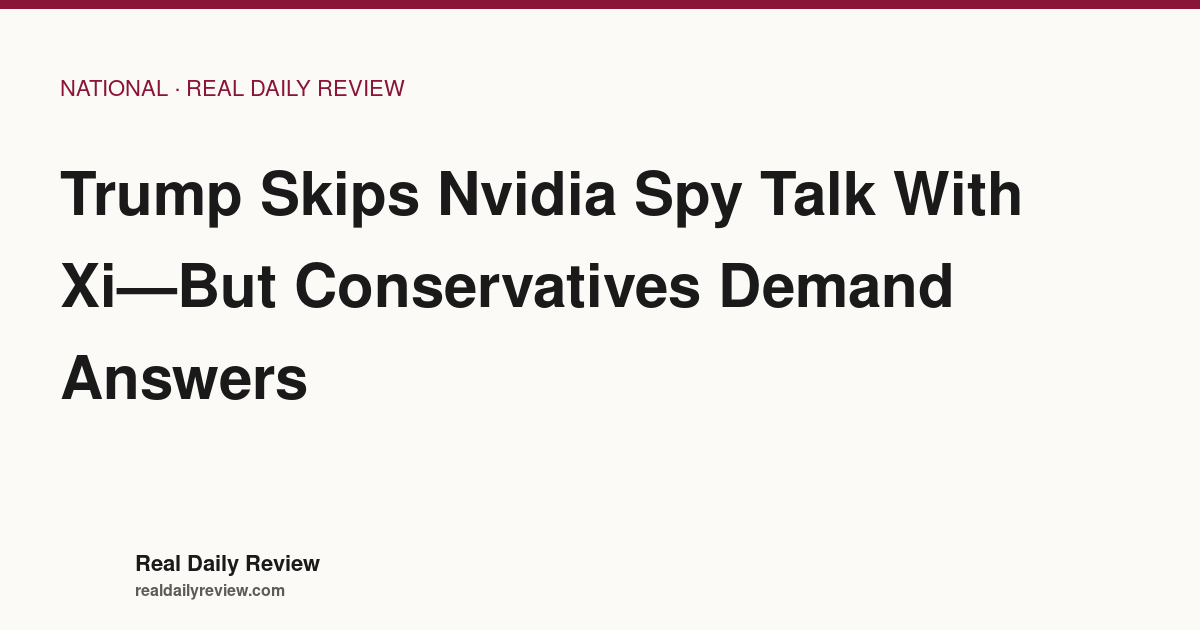 NATIONAL · REAL DAILY REVIEW
Trump Skips Nvidia Spy Talk With
Xi—But Conservatives Demand
Answers
Real Daily Review
realdailyreview.com